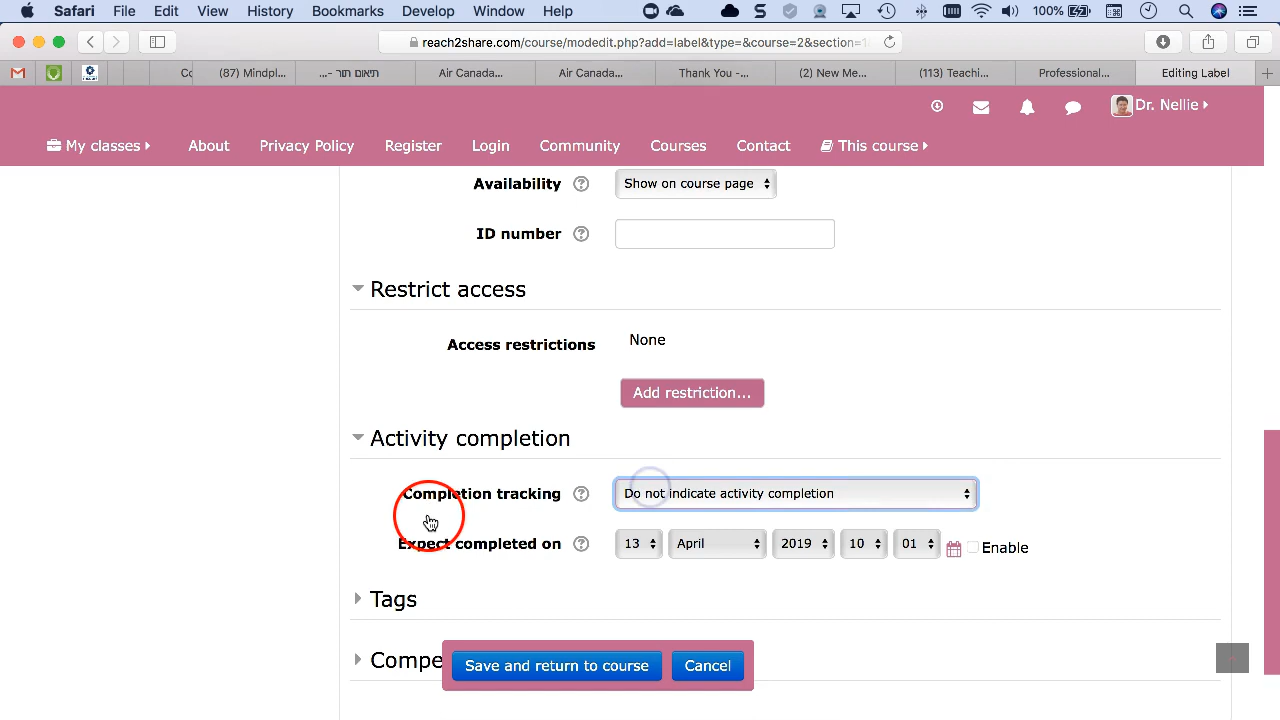 Safari File Edit View History Bookmarks Develop Window Help 100%
reach2share.com/course/modedit.php?add=label&type=&course=2&section=1
(87) Mindpl... ...- תיאום תור Air Canada... Air Canada... Thank You -... (2) New Me... (113) Teachi... Professional... Editing Label
Dr. Nellie
My classes About Privacy Policy Register Login Community Courses Contact This course
Availability Show on course page
ID number
Restrict access
Access restrictions None
Add restriction...
Activity completion
Completion tracking Do not indicate activity completion
Expect completed on 13 April 2019 10 01 Enable
Tags
Compe
Save and return to course Cancel